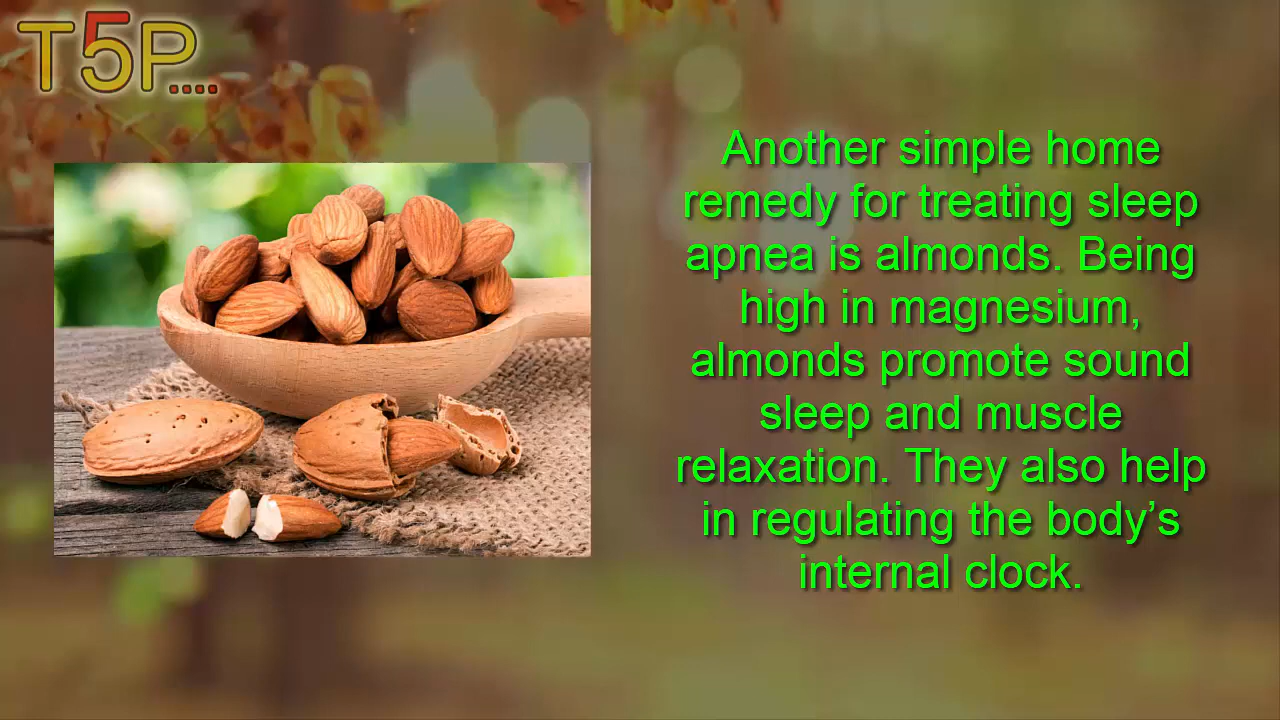 T5P....
Another simple home
remedy for treating sleep
apnea is almonds. Being
high in magnesium,
almonds promote sound
sleep and muscle
relaxation. They also help
in regulating the body’s
internal clock.